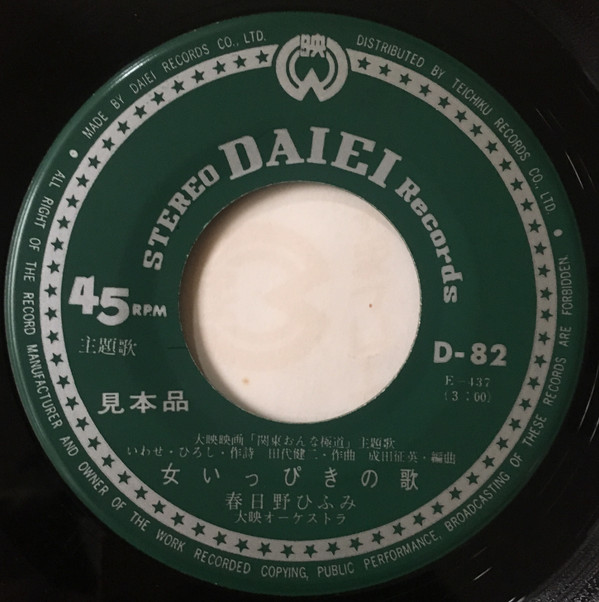 MADE BY DAIEI RECORDS CO., LTD.
DISTRIBUTED BY TEICHIKU RECORDS CO., LTD.
ALL RIGHT OF THE RECORD MANUFACTURER AND OWNER OF THE WORK RECORDED COPYING, PUBLIC PERFORMANCE, BROADCASTING OF THESE RECORDS ARE FORBIDDEN.
映
STEREO DAIEI Records
45 RPM
主題歌
見本品
D-82
E-437
(3:00)
大映映画「関東おんな極道」主題歌
いわせ・ひろし・作詩 田代健二・作曲 成田征英・編曲
女いっぴきの歌
春日野ひふみ
大映オーケストラ